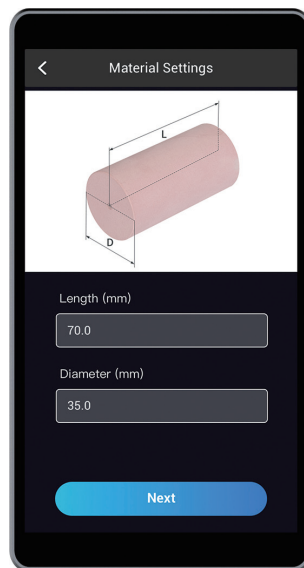 Material Settings
L
D
Length (mm)
70.0
Diameter (mm)
35.0
Next